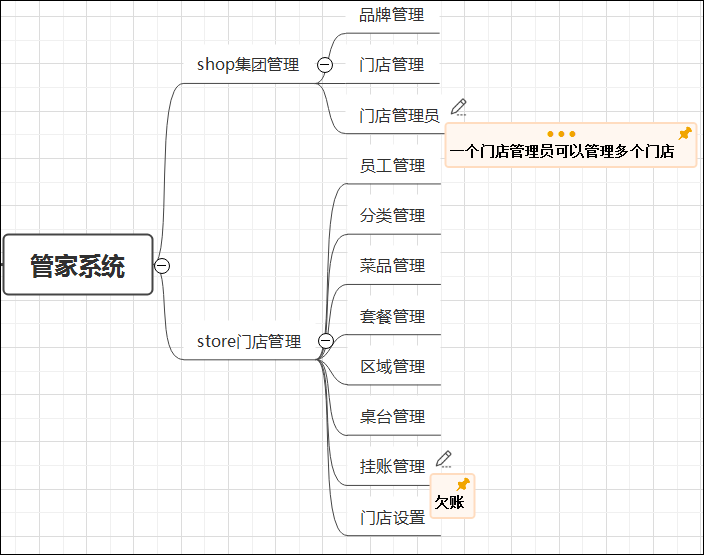 管家系统
shop集团管理
品牌管理
门店管理
门店管理员
一个门店管理员可以管理多个门店
store门店管理
员工管理
分类管理
菜品管理
套餐管理
区域管理
桌台管理
挂账管理
欠账
门店设置